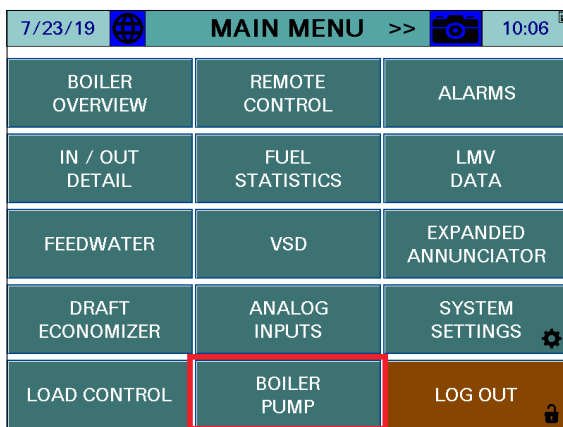 7/23/19 MAIN MENU >> 10:06
BOILER OVERVIEW
REMOTE CONTROL
ALARMS
IN / OUT DETAIL
FUEL STATISTICS
LMV DATA
FEEDWATER
VSD
EXPANDED ANNUNCIATOR
DRAFT ECONOMIZER
ANALOG INPUTS
SYSTEM SETTINGS
LOAD CONTROL
BOILER PUMP
LOG OUT